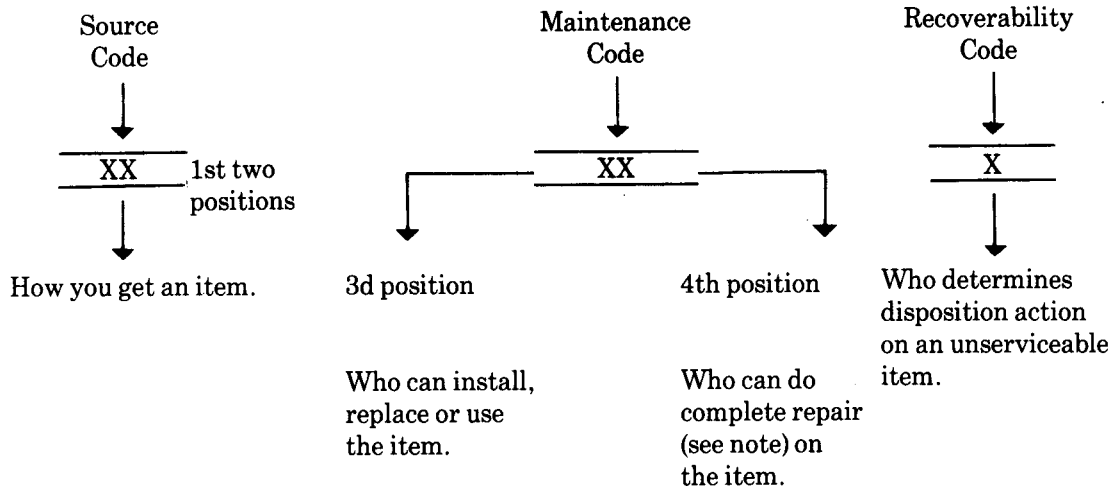 Source
Code
Maintenance
Code
Recoverability
Code
XX
1st two
positions
XX
X
How you get an item.
3d position
4th position
Who determines
disposition action
on an unserviceable
item.
Who can install,
replace or use
the item.
Who can do
complete repair
(see note) on
the item.